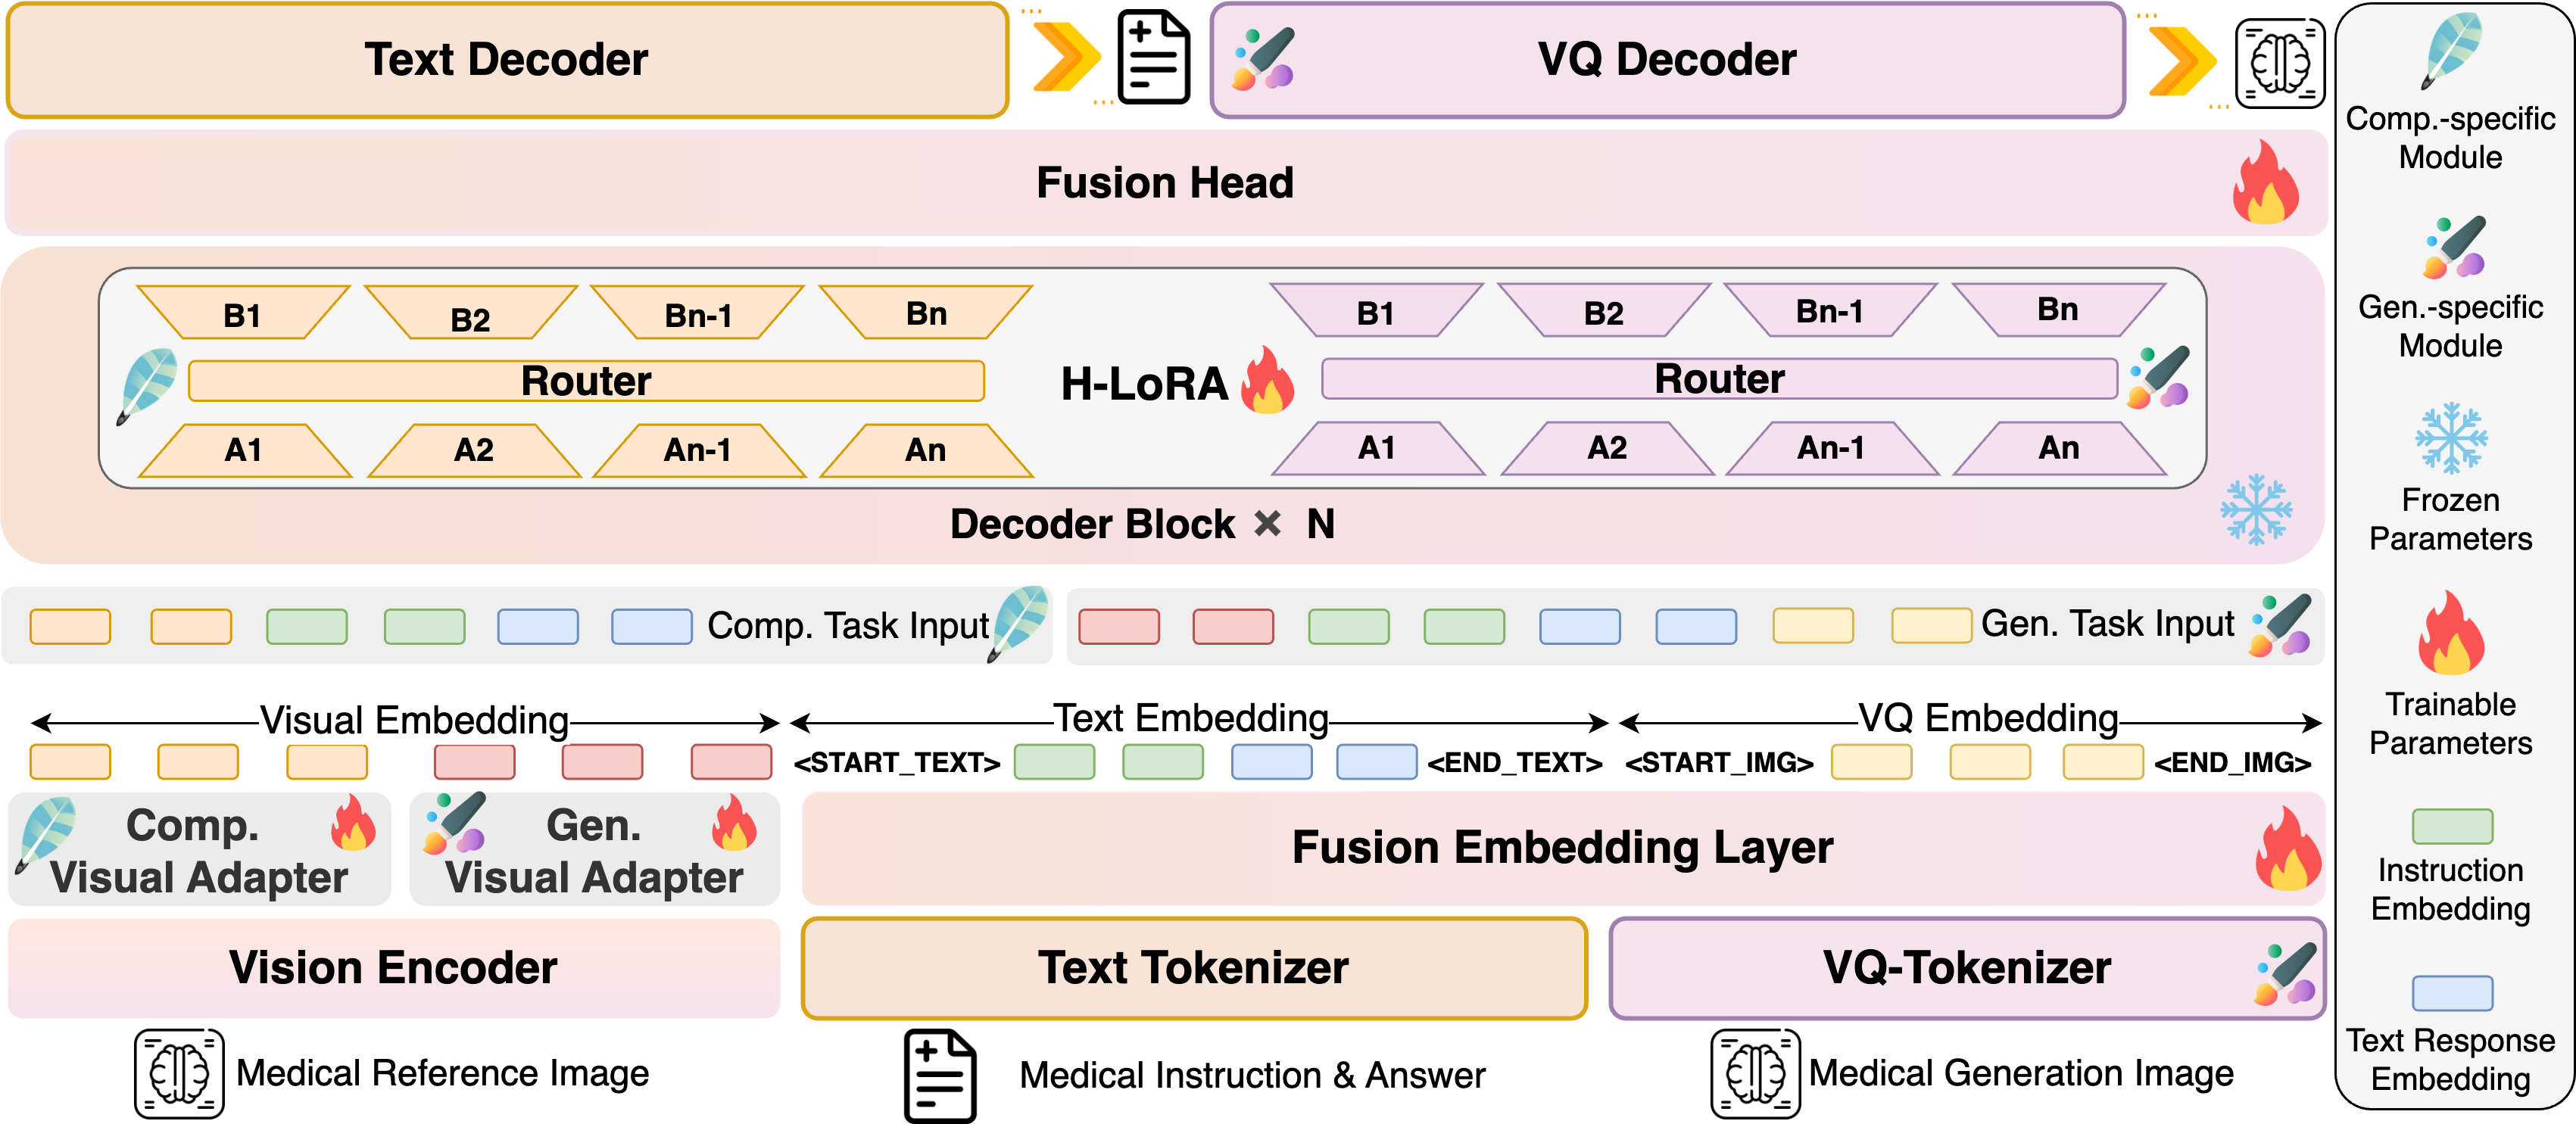 Text Decoder
VQ Decoder
Fusion Head
B1 B2 Bn-1 Bn
Router
A1 A2 An-1 An
H-LoRA
B1 B2 Bn-1 Bn
Router
A1 A2 An-1 An
Decoder Block × N
Comp. Task Input
Gen. Task Input
Visual Embedding
Text Embedding
VQ Embedding
<START_TEXT>
<END_TEXT>
<START_IMG>
<END_IMG>
Comp.
Visual Adapter
Gen.
Visual Adapter
Fusion Embedding Layer
Vision Encoder
Text Tokenizer
VQ-Tokenizer
Medical Reference Image
Medical Instruction & Answer
Medical Generation Image
Comp.-specific
Module
Gen.-specific
Module
Frozen
Parameters
Trainable
Parameters
Instruction
Embedding
Text Response
Embedding